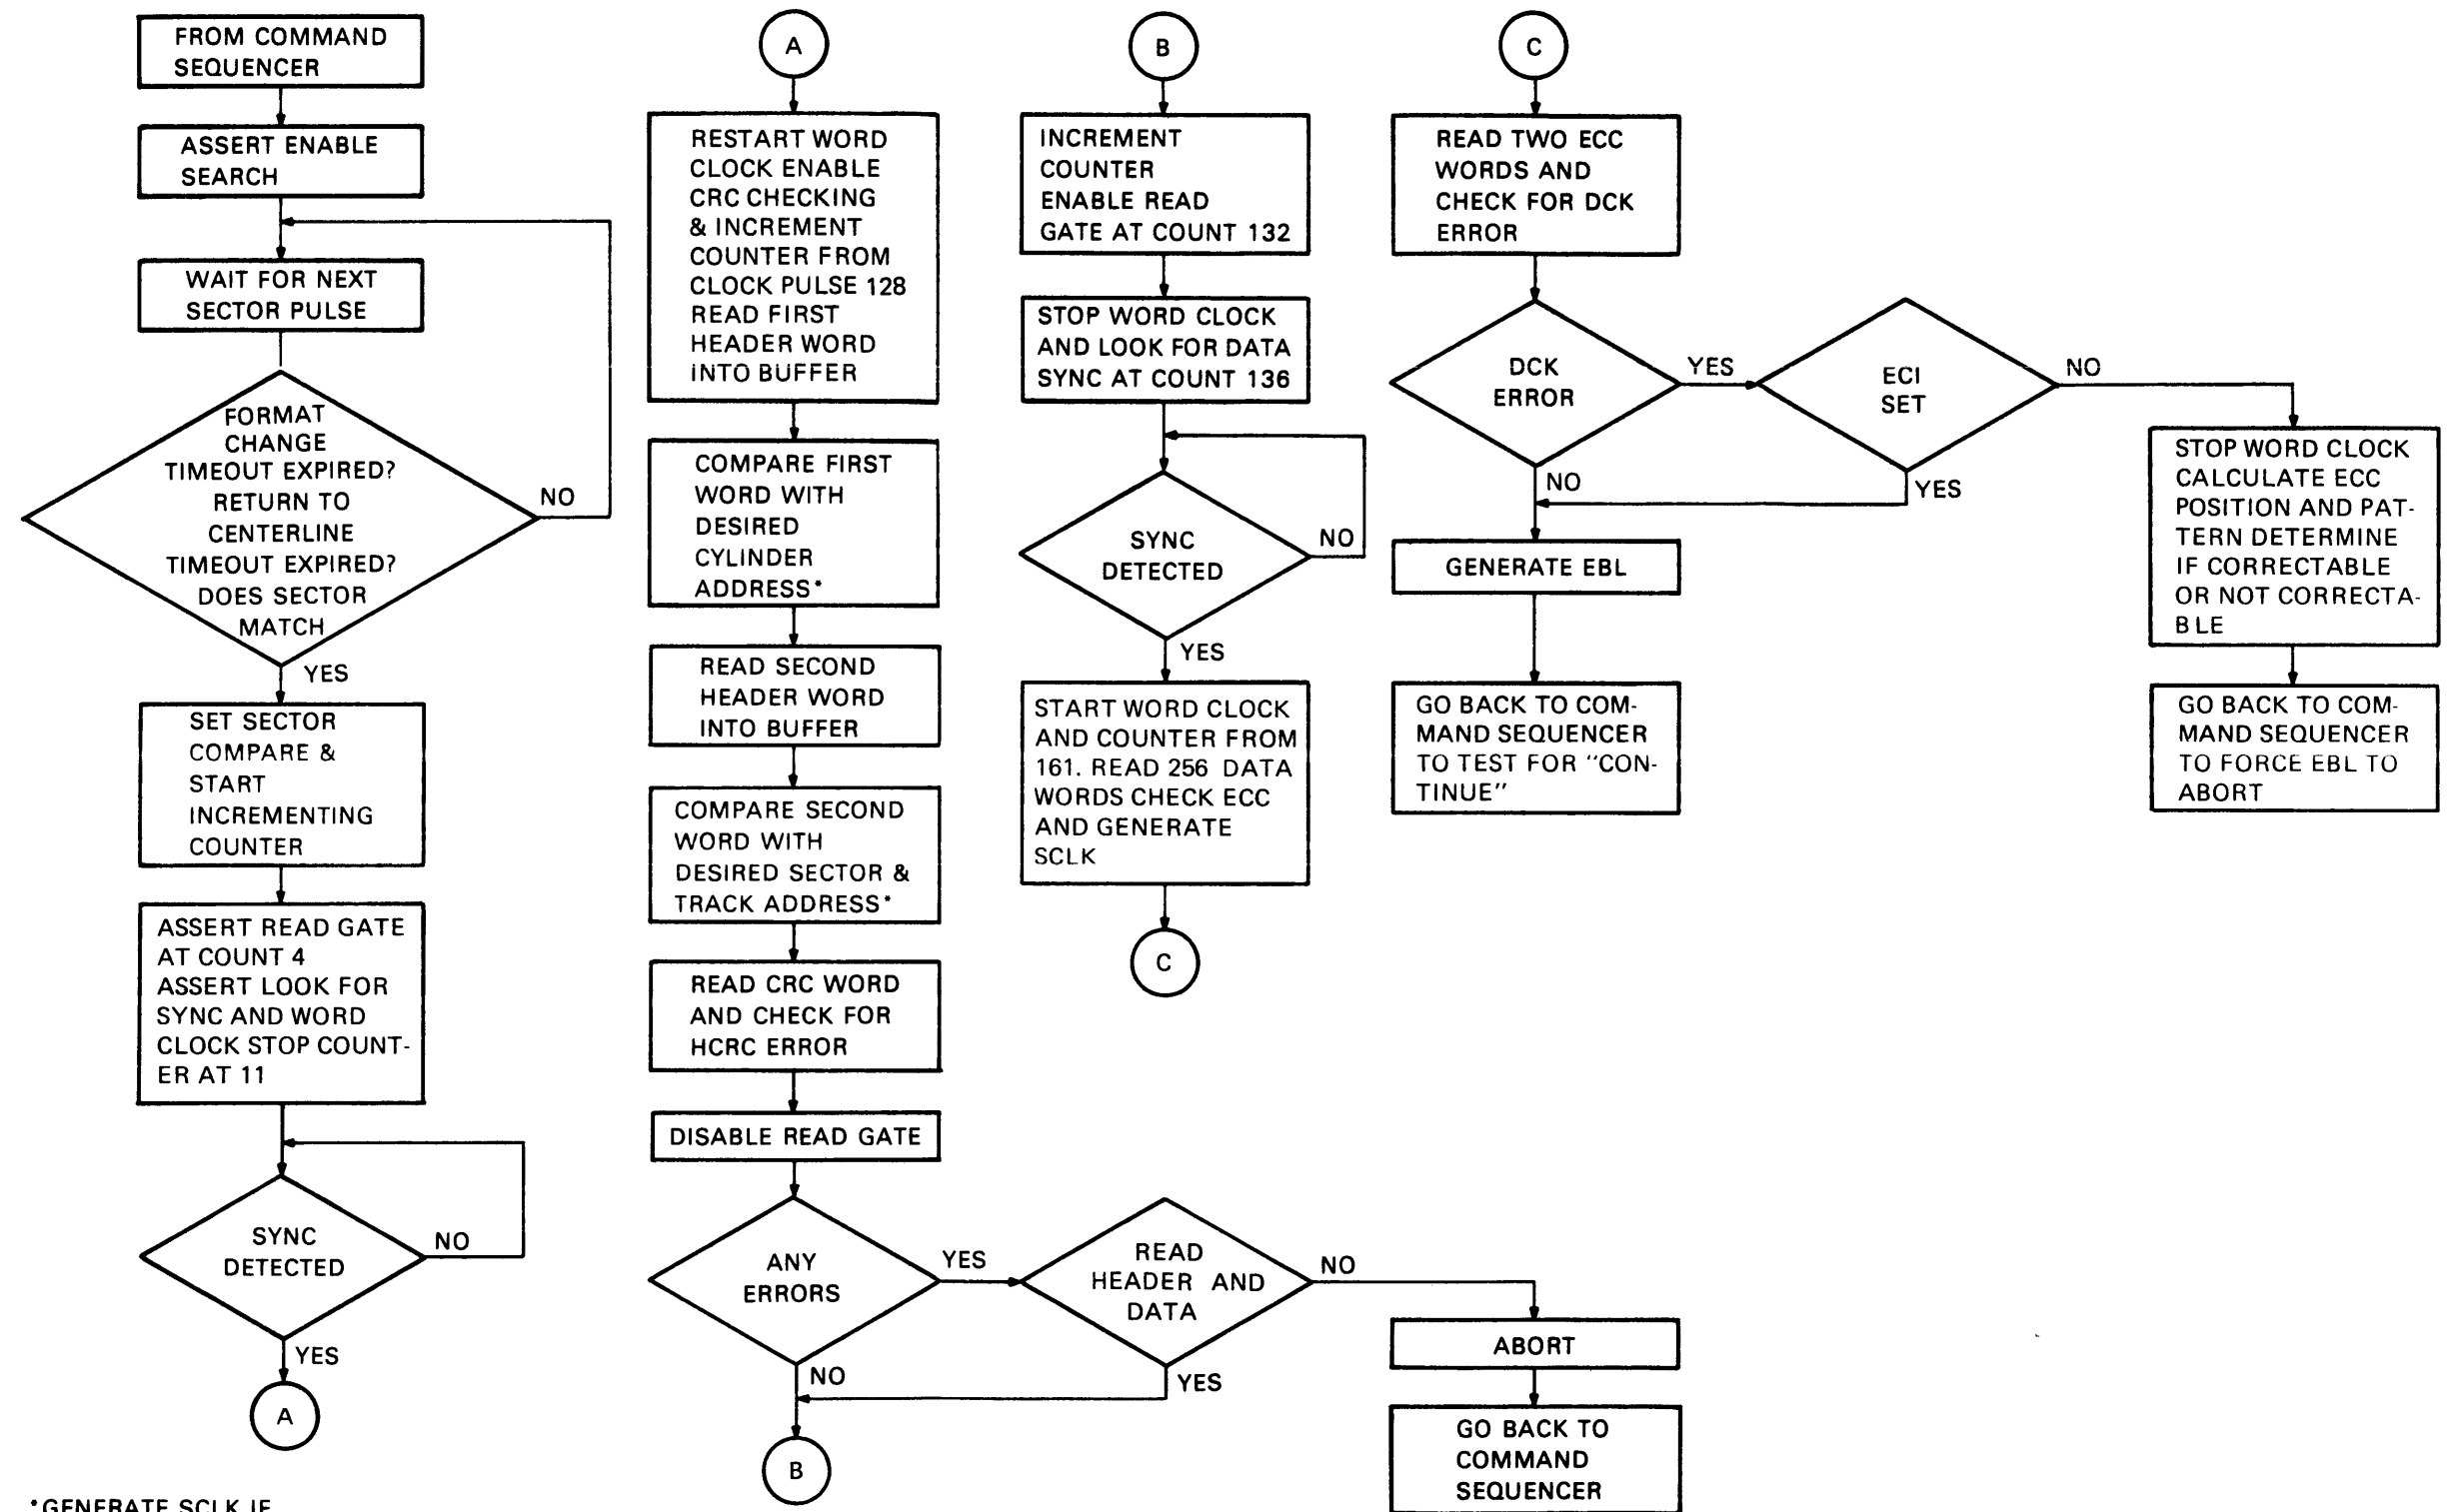 FROM COMMAND
SEQUENCER
ASSERT ENABLE
SEARCH
WAIT FOR NEXT
SECTOR PULSE
FORMAT
CHANGE
TIMEOUT EXPIRED?
RETURN TO
CENTERLINE
TIMEOUT EXPIRED?
DOES SECTOR
MATCH
NO
YES
SET SECTOR
COMPARE &
START
INCREMENTING
COUNTER
ASSERT READ GATE
AT COUNT 4
ASSERT LOOK FOR
SYNC AND WORD
CLOCK STOP COUNT-
ER AT 11
SYNC
DETECTED
NO
YES
A
*GENERATE SCLK IF
A
RESTART WORD
CLOCK ENABLE
CRC CHECKING
& INCREMENT
COUNTER FROM
CLOCK PULSE 128
READ FIRST
HEADER WORD
INTO BUFFER
COMPARE FIRST
WORD WITH
DESIRED
CYLINDER
ADDRESS*
READ SECOND
HEADER WORD
INTO BUFFER
COMPARE SECOND
WORD WITH
DESIRED SECTOR &
TRACK ADDRESS*
READ CRC WORD
AND CHECK FOR
HCRC ERROR
DISABLE READ GATE
ANY
ERRORS
YES
NO
B
READ
HEADER AND
DATA
NO
YES
ABORT
GO BACK TO
COMMAND
SEQUENCER
B
INCREMENT
COUNTER
ENABLE READ
GATE AT COUNT 132
STOP WORD CLOCK
AND LOOK FOR DATA
SYNC AT COUNT 136
SYNC
DETECTED
NO
YES
START WORD CLOCK
AND COUNTER FROM
161. READ 256 DATA
WORDS CHECK ECC
AND GENERATE
SCLK
C
C
READ TWO ECC
WORDS AND
CHECK FOR DCK
ERROR
DCK
ERROR
YES
NO
ECI
SET
NO
YES
GENERATE EBL
GO BACK TO COM-
MAND SEQUENCER
TO TEST FOR "CON-
TINUE"
STOP WORD CLOCK
CALCULATE ECC
POSITION AND PAT-
TERN DETERMINE
IF CORRECTABLE
OR NOT CORRECTA-
BLE
GO BACK TO COM-
MAND SEQUENCER
TO FORCE EBL TO
ABORT